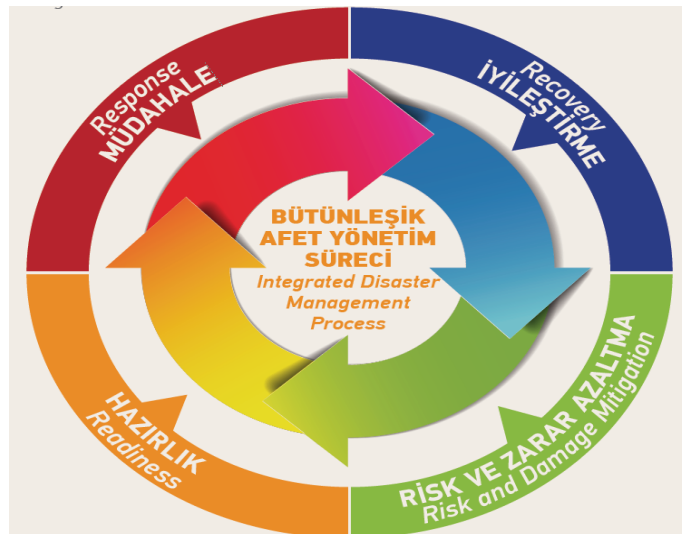 Response
MÜDAHALE
Recovery
İYİLEŞTİRME
BÜTÜNLEŞİK
AFET YÖNETİM
SÜRECİ
Integrated Disaster
Management
Process
HAZIRLIK
Readiness
RİSK VE ZARAR AZALTMA
Risk and Damage Mitigation